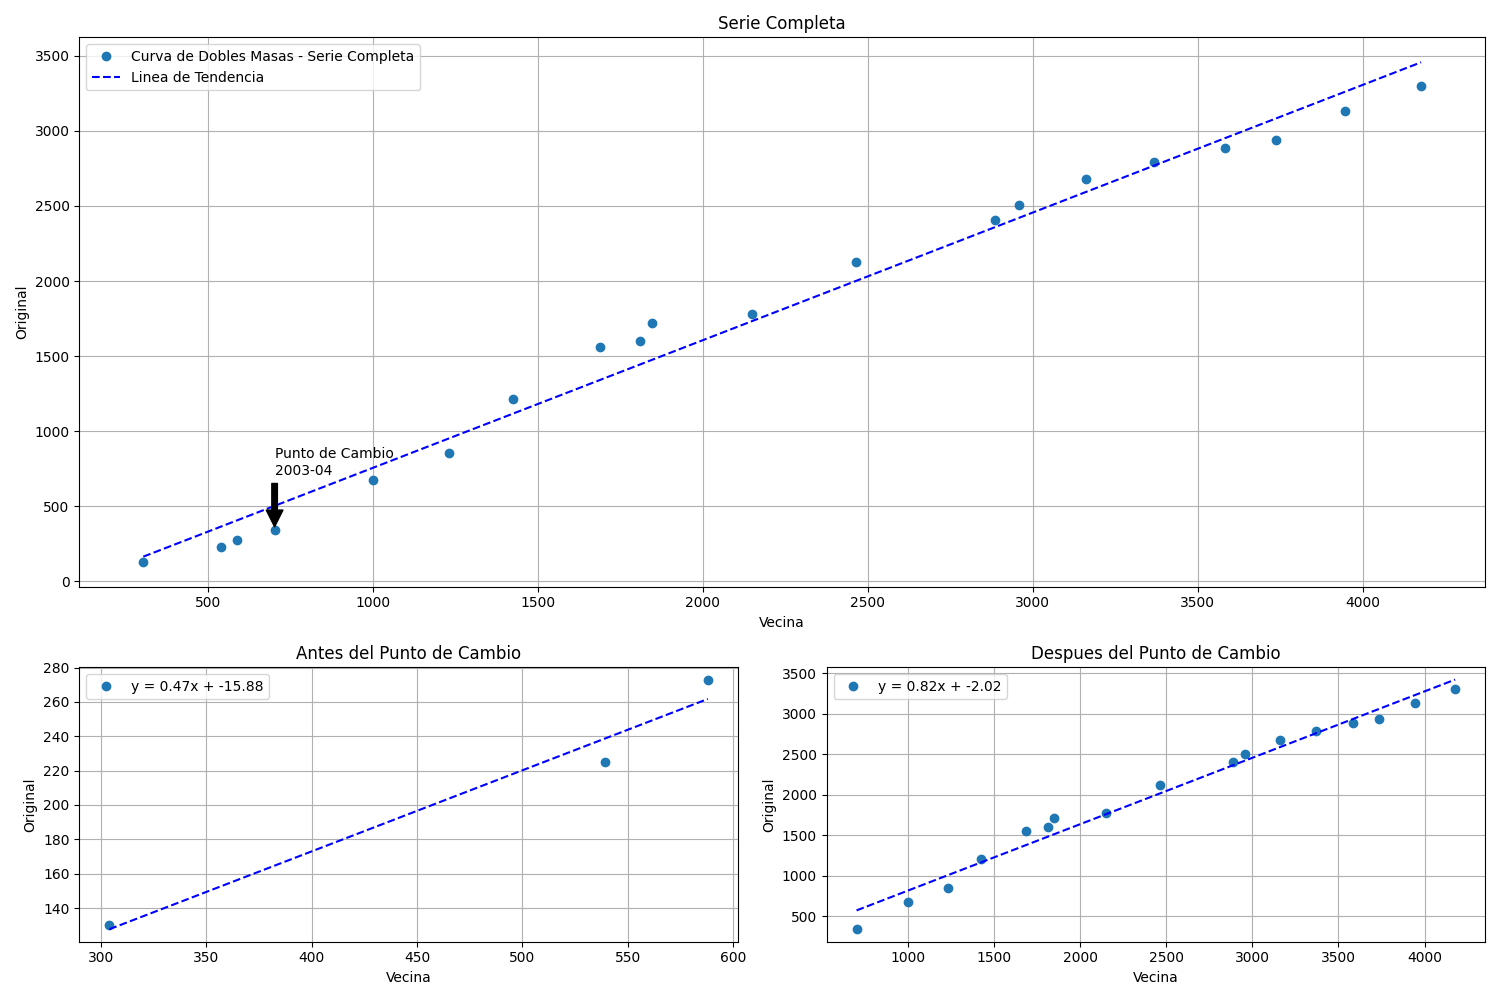 Serie Completa
Curva de Dobles Masas - Serie Completa
Linea de Tendencia
3500
3000
2500
2000
1500
1000
500
0
Original
Punto de Cambio
2003-04
500 1000 1500 2000 2500 3000 3500 4000
Vecina
Antes del Punto de Cambio
y = 0.47x + -15.88
280
260
240
220
200
180
160
140
Original
300 350 400 450 500 550 600
Vecina
Despues del Punto de Cambio
y = 0.82x + -2.02
3500
3000
2500
2000
1500
1000
500
Original
1000 1500 2000 2500 3000 3500 4000
Vecina